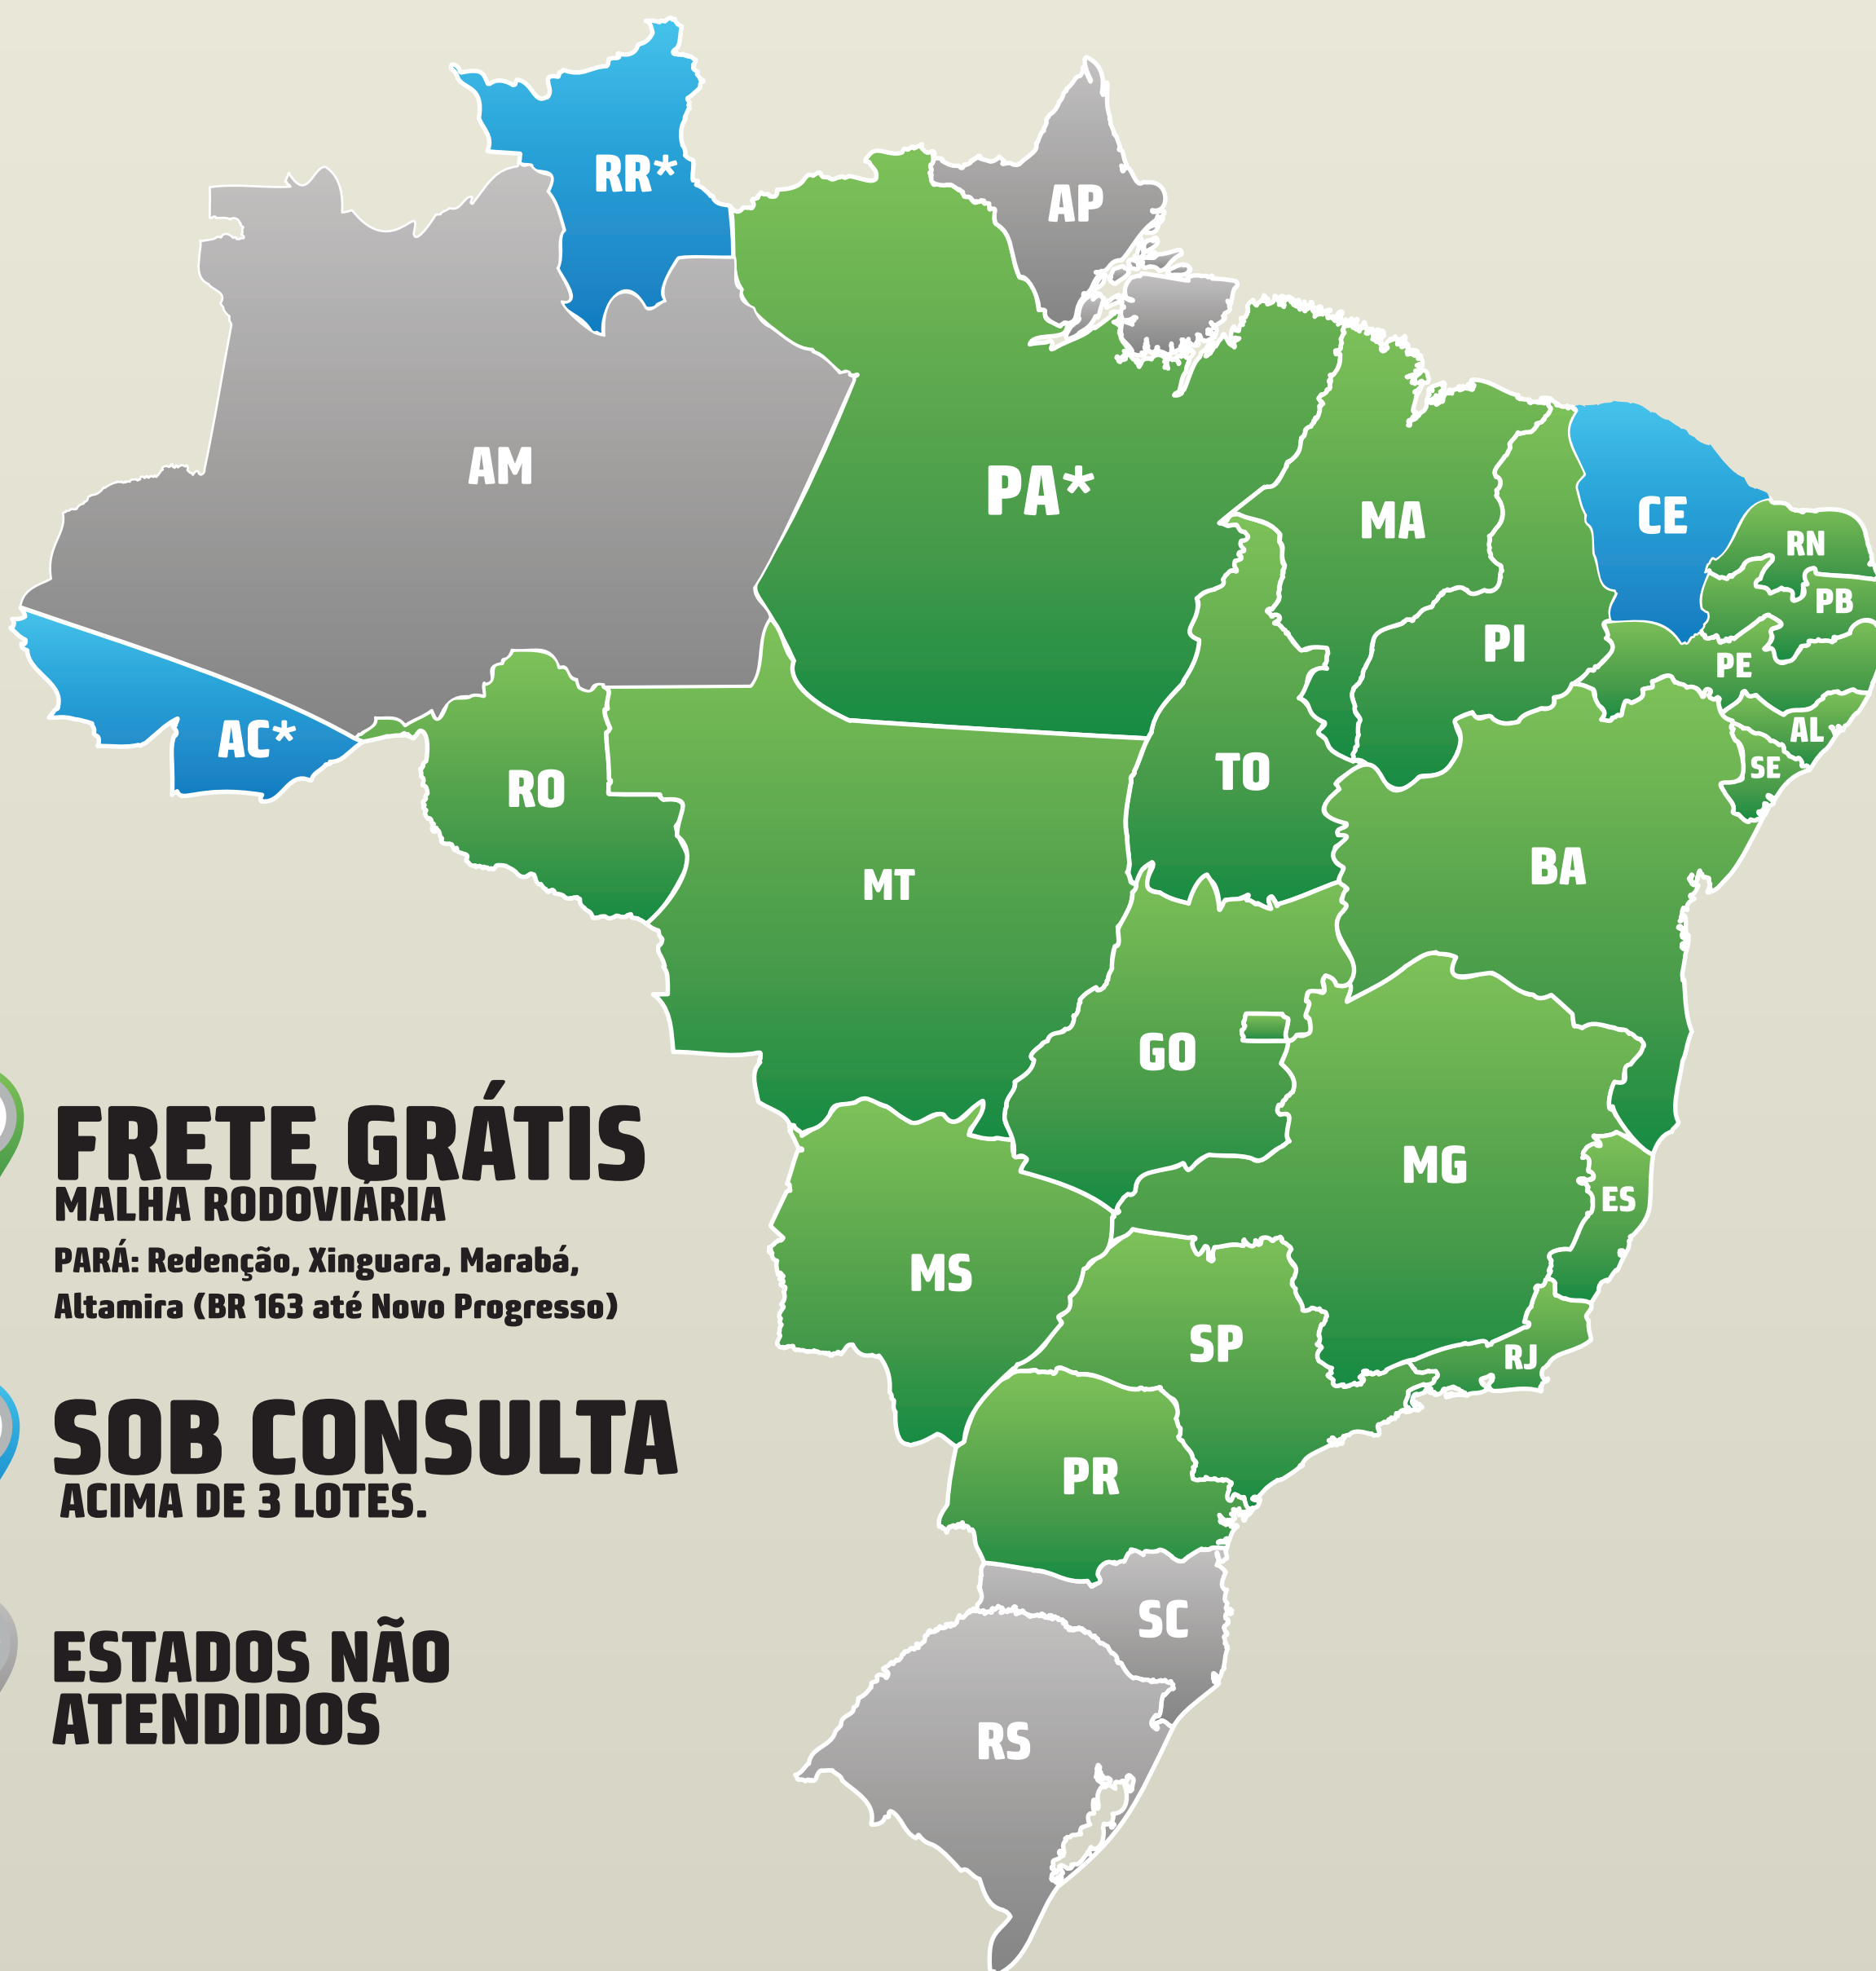 RR*
AP
AM
PA*
MA
CE
RN
PB
PI
PE
AC*
AL
SE
RO
TO
MT
BA
GO
MG
ES
MS
SP
RJ
PR
SC
RS
FRETE GRÁTIS
MALHA RODOVIÁRIA
PARÁ: Redenção, Xinguara, Marabá,
Altamira (BR 163 até Novo Progresso)
SOB CONSULTA
ACIMA DE 3 LOTES.
ESTADOS NÃO
ATENDIDOS